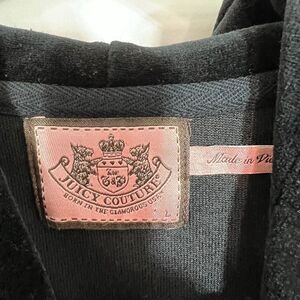 JUICY COUTURE
BORN IN THE GLAMOROUS USA
L
Made in